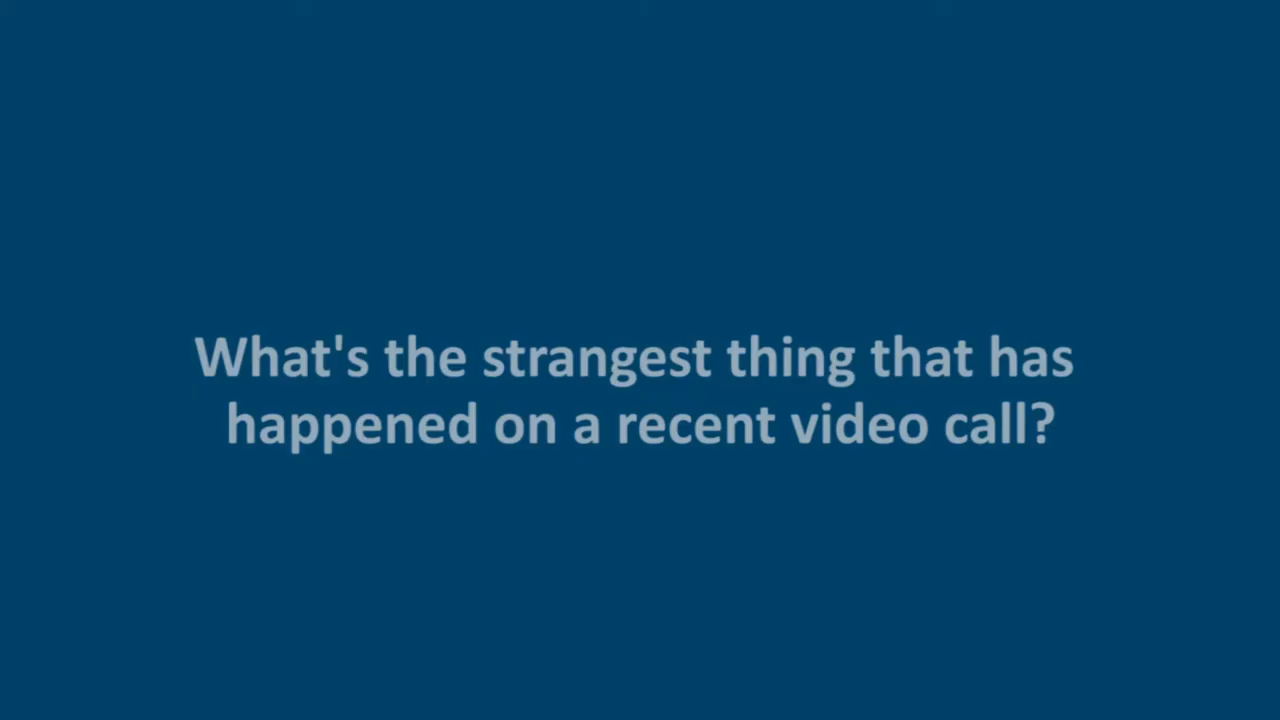 What's the strangest thing that has
happened on a recent video call?